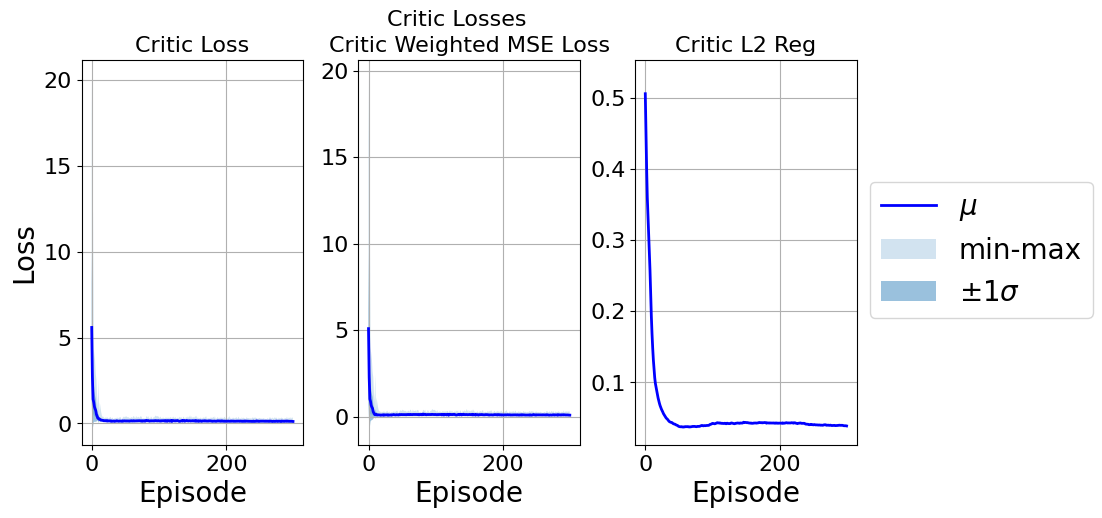 Critic Losses
Critic Loss
Critic Weighted MSE Loss
Critic L2 Reg
Loss
20
15
10
5
0
0
200
Episode
20
15
10
5
0
0
200
Episode
0.5
0.4
0.3
0.2
0.1
0
200
Episode
μ
min-max
±1σ